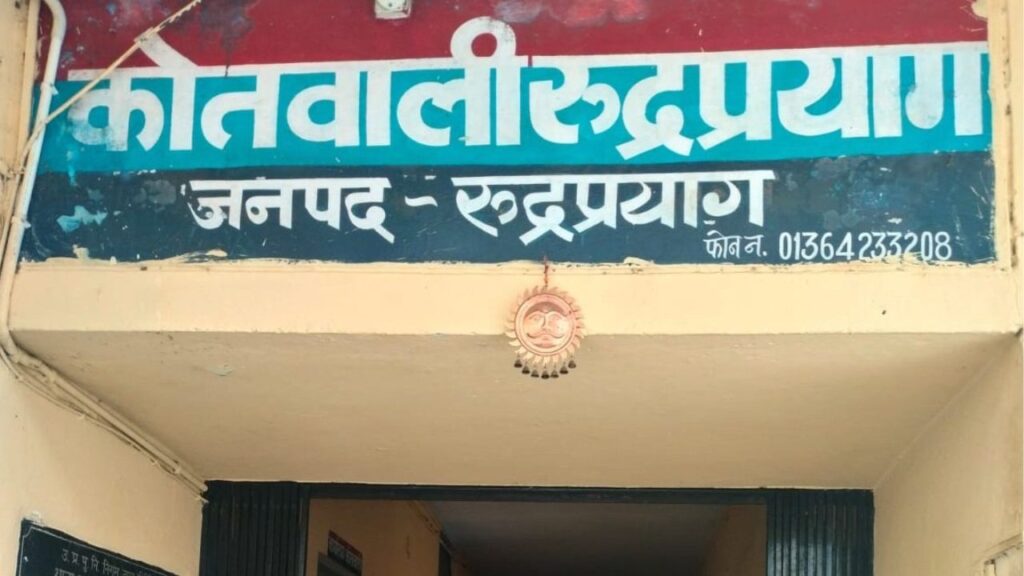 कोतवाली रुद्रप्रयाग
जनपद - रुद्रप्रयाग
फोन न. 01364233208